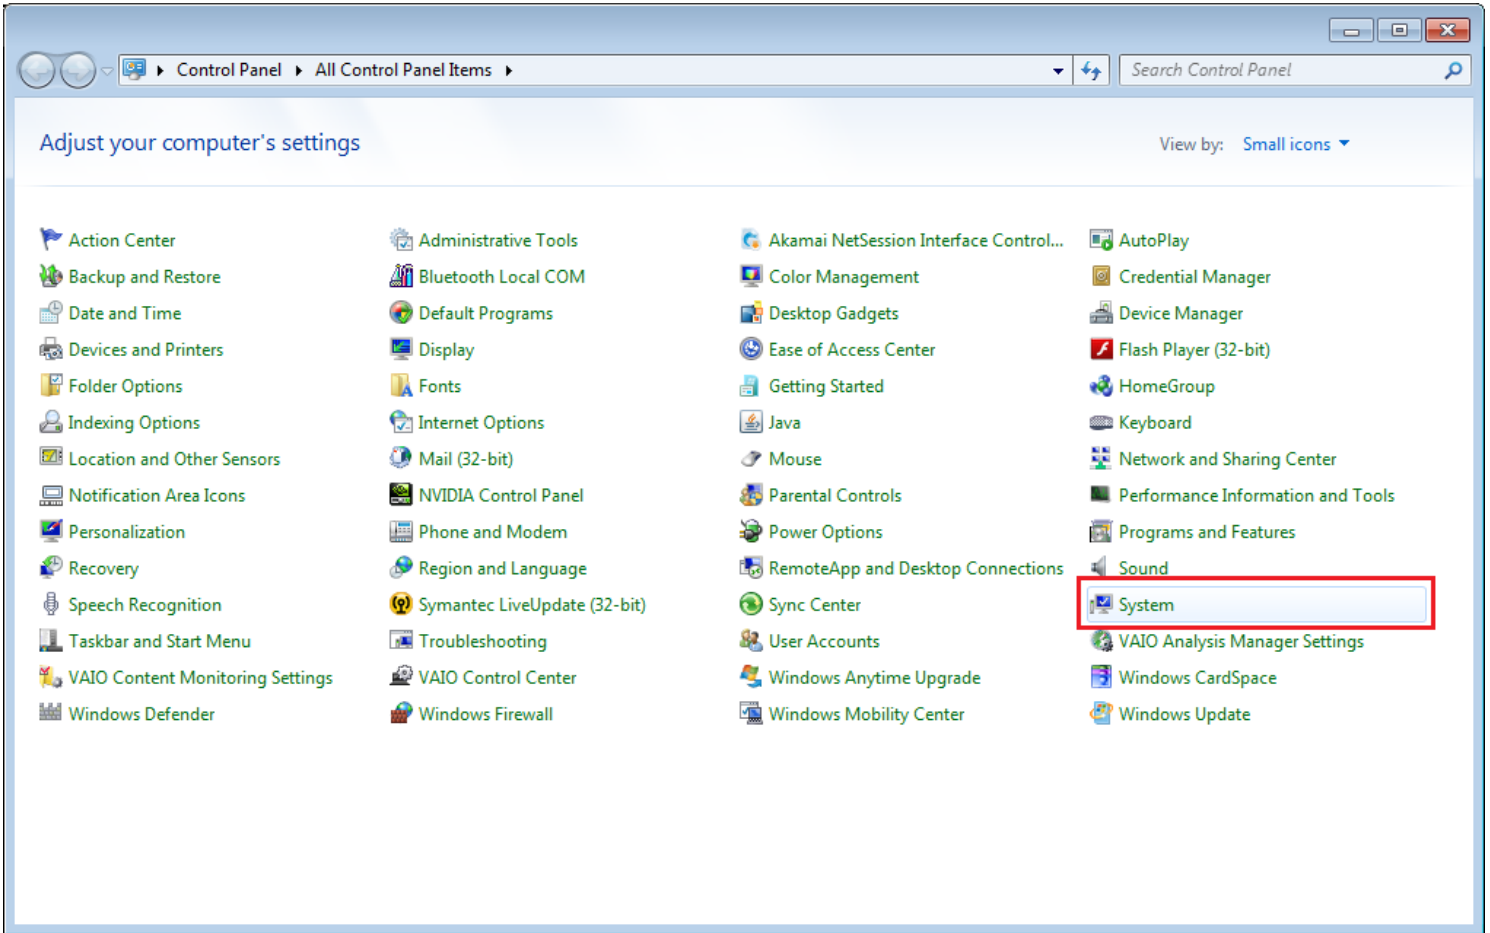 Control Panel All Control Panel Items Search Control Panel
Adjust your computer's settings
View by: Small icons
Action Center Administrative Tools Akamai NetSession Interface Control... AutoPlay
Backup and Restore Bluetooth Local COM Color Management Credential Manager
Date and Time Default Programs Desktop Gadgets Device Manager
Devices and Printers Display Ease of Access Center Flash Player (32-bit)
Folder Options Fonts Getting Started HomeGroup
Indexing Options Internet Options Java Keyboard
Location and Other Sensors Mail (32-bit) Mouse Network and Sharing Center
Notification Area Icons NVIDIA Control Panel Parental Controls Performance Information and Tools
Personalization Phone and Modem Power Options Programs and Features
Recovery Region and Language RemoteApp and Desktop Connections Sound
Speech Recognition Symantec LiveUpdate (32-bit) Sync Center System
Taskbar and Start Menu Troubleshooting User Accounts VAIO Analysis Manager Settings
VAIO Content Monitoring Settings VAIO Control Center Windows Anytime Upgrade Windows CardSpace
Windows Defender Windows Firewall Windows Mobility Center Windows Update